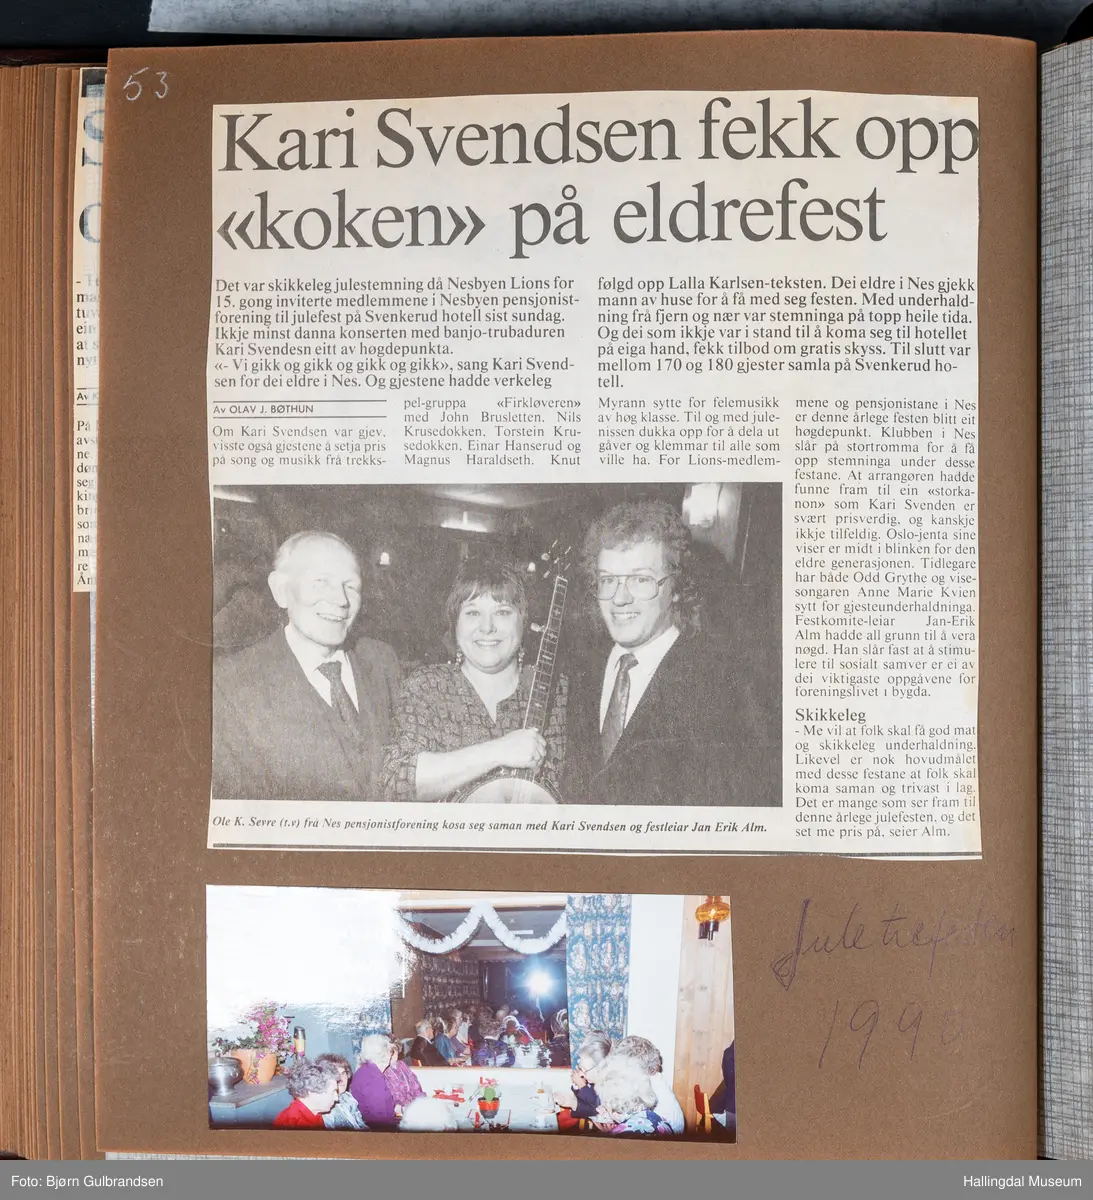 53
Kari Svendsen fekk opp
«koken» på eldrefest
Det var skikkeleg julestemning då Nesbyen Lions for
15. gong inviterte medlemmene i Nesbyen pensjonist-
forening til julefest på Svenkerud hotell sist sundag.
Ikkje minst danna konserten med banjo-trubaduren
Kari Svendesn eitt av høgdepunkta.
«- Vi gikk og gikk og gikk og gikk», sang Kari Svend-
sen for dei eldre i Nes. Og gjestene hadde verkeleg
følgd opp Lalla Karlsen-teksten. Dei eldre i Nes gjekk
mann av huse for å få med seg festen. Med underhald-
ning frå fjern og nær var stemninga på topp heile tida.
Og dei som ikkje var i stand til å koma seg til hotellet
på eiga hand, fekk tilbod om gratis skyss. Til slutt var
mellom 170 og 180 gjester samla på Svenkerud ho-
tell.
Av OLAV J. BØTHUN
Om Kari Svendsen var gjev,
visste også gjestene å setja pris
på song og musikk frå trekks-
pel-gruppa «Firkløveren»
med John Brusletten, Nils
Krusedokken, Torstein Kru-
sedokken, Einar Hanserud og
Magnus Haraldseth. Knut
Myrann sytte for felemusikk
av høg klasse. Til og med jule-
nissen dukka opp for å dela ut
gåver og klemmar til alle som
ville ha. For Lions-medlem-
mene og pensjonistane i Nes
er denne årlege festen blitt eit
høgdepunkt. Klubben i Nes
slår på stortromma for å få
opp stemninga under desse
festane. At arrangøren hadde
funne fram til ein «storka-
non» som Kari Svenden er
svært prisverdig, og kanskje
ikkje tilfeldig. Oslo-jenta sine
viser er midt i blinken for den
eldre generasjonen. Tidlegare
har både Odd Grythe og vise-
songaren Anne Marie Kvien
sytt for gjesteunderhaldninga.
Festkomite-leiar Jan-Erik
Alm hadde all grunn til å vera
nøgd. Han slår fast at å stimu-
lere til sosialt samver er ei av
dei viktigaste oppgåvene for
foreningslivet i bygda.
Skikkeleg
- Me vil at folk skal få god mat
og skikkeleg underhaldning.
Likevel er nok hovudmålet
med desse festane at folk skal
koma saman og trivast i lag.
Det er mange som ser fram til
denne årlege julefesten, og det
set me pris på, seier Alm.
Ole K. Sevre (t.v) frå Nes pensjonistforening kosa seg saman med Kari Svendsen og festleiar Jan Erik Alm.
Juletrefesten
199
Foto: Bjørn Gulbrandsen
Hallingdal Museum